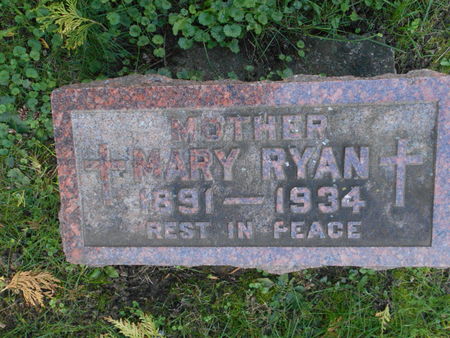 MOTHER
MARY RYAN
1891 — 1934
REST IN PEACE